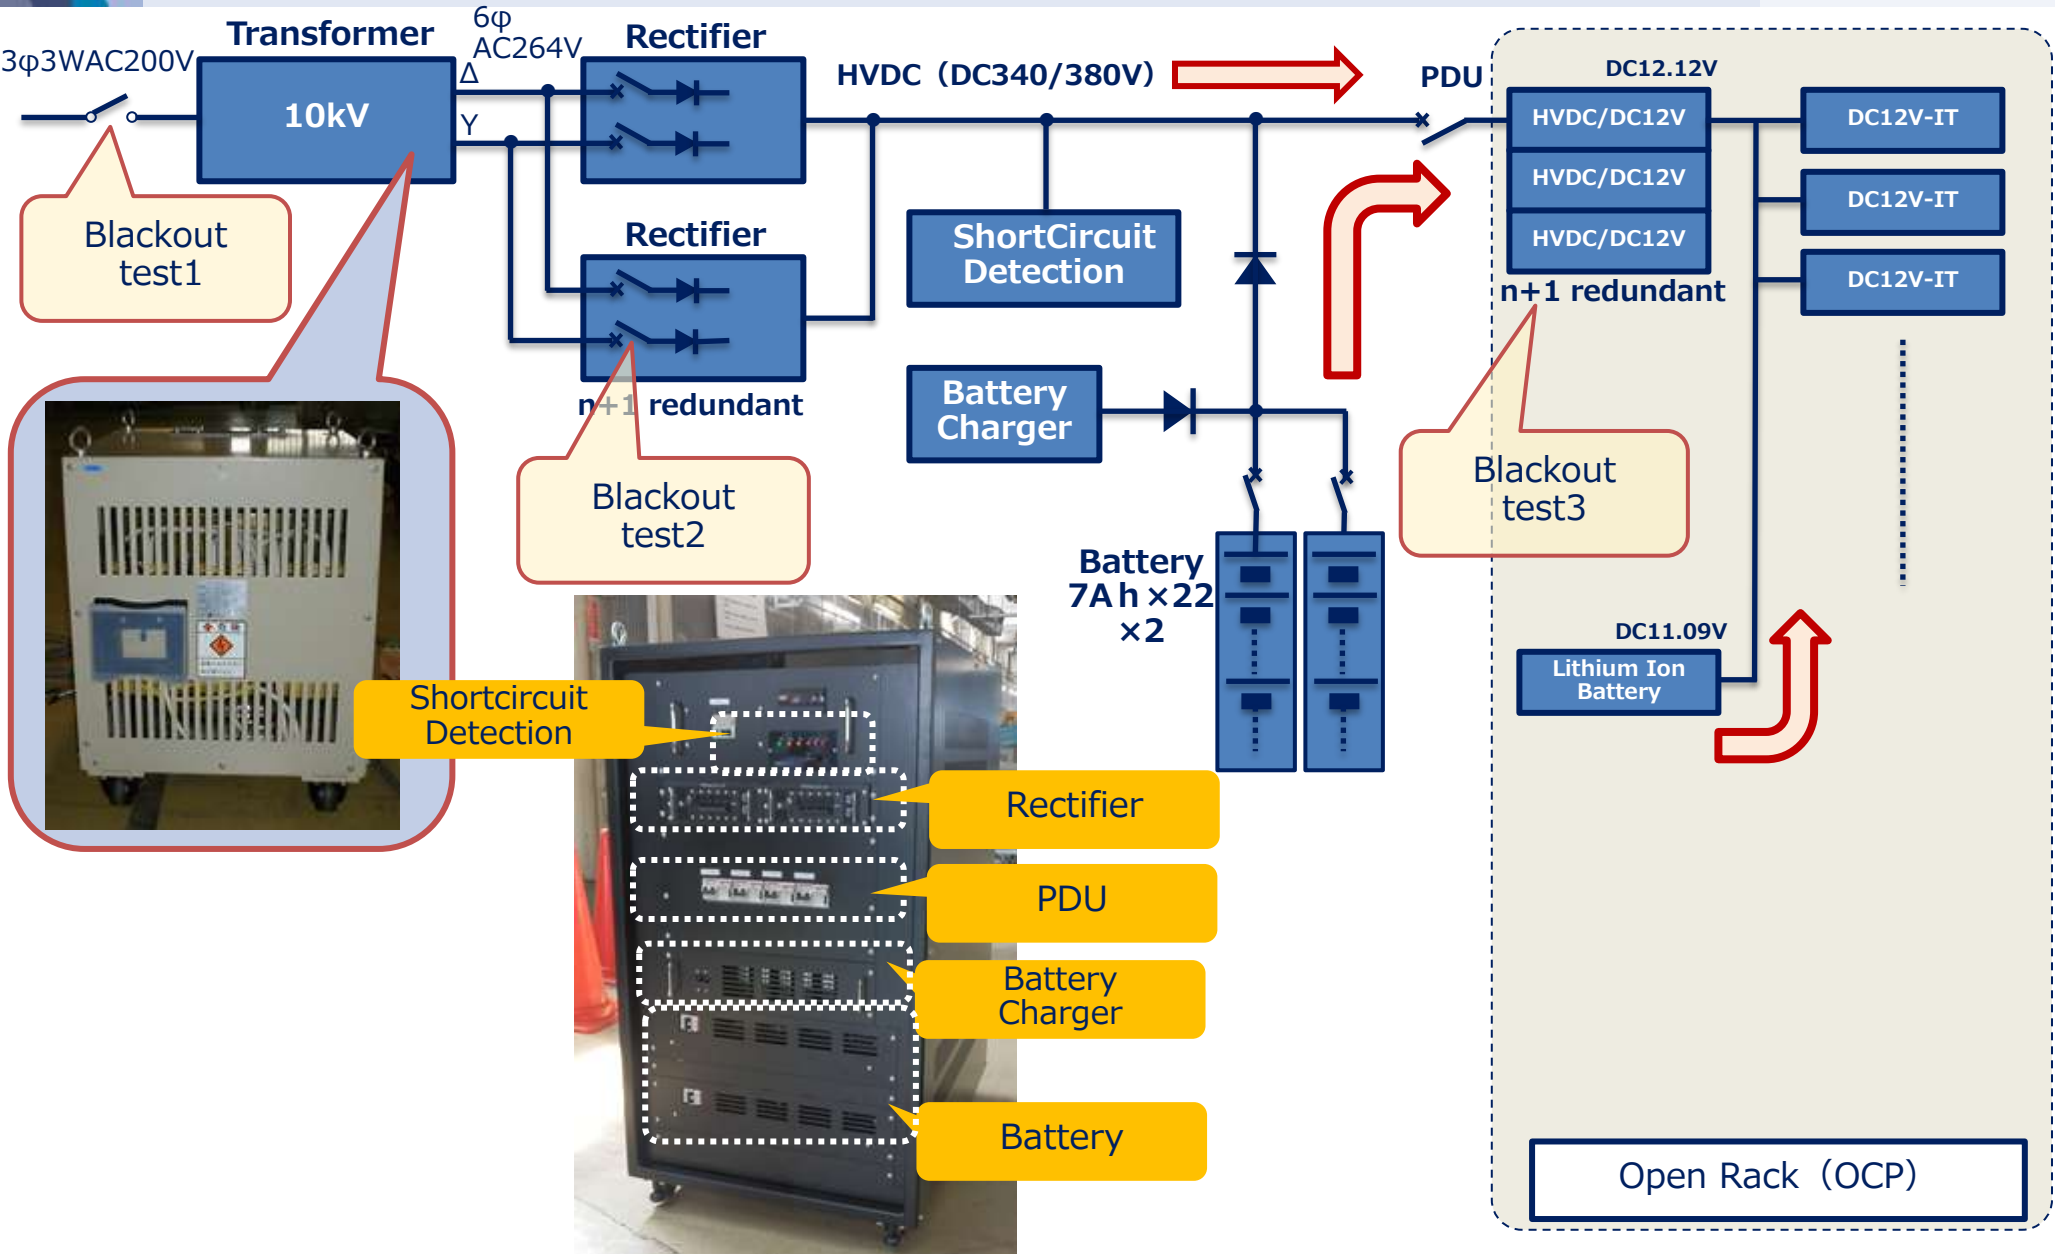 3φ3WAC200V
Transformer
10kV
6φ
AC264V
Δ
Y
Rectifier
HVDC（DC340/380V）
PDU
DC12.12V
HVDC/DC12V
HVDC/DC12V
HVDC/DC12V
n+1 redundant
DC12V-IT
DC12V-IT
DC12V-IT
Blackout
test1
Rectifier
n+1 redundant
Blackout
test2
ShortCircuit
Detection
Battery
Charger
Battery
7Ah×22
×2
Blackout
test3
DC11.09V
Lithium Ion
Battery
Shortcircuit
Detection
Rectifier
PDU
Battery
Charger
Battery
Open Rack（OCP）